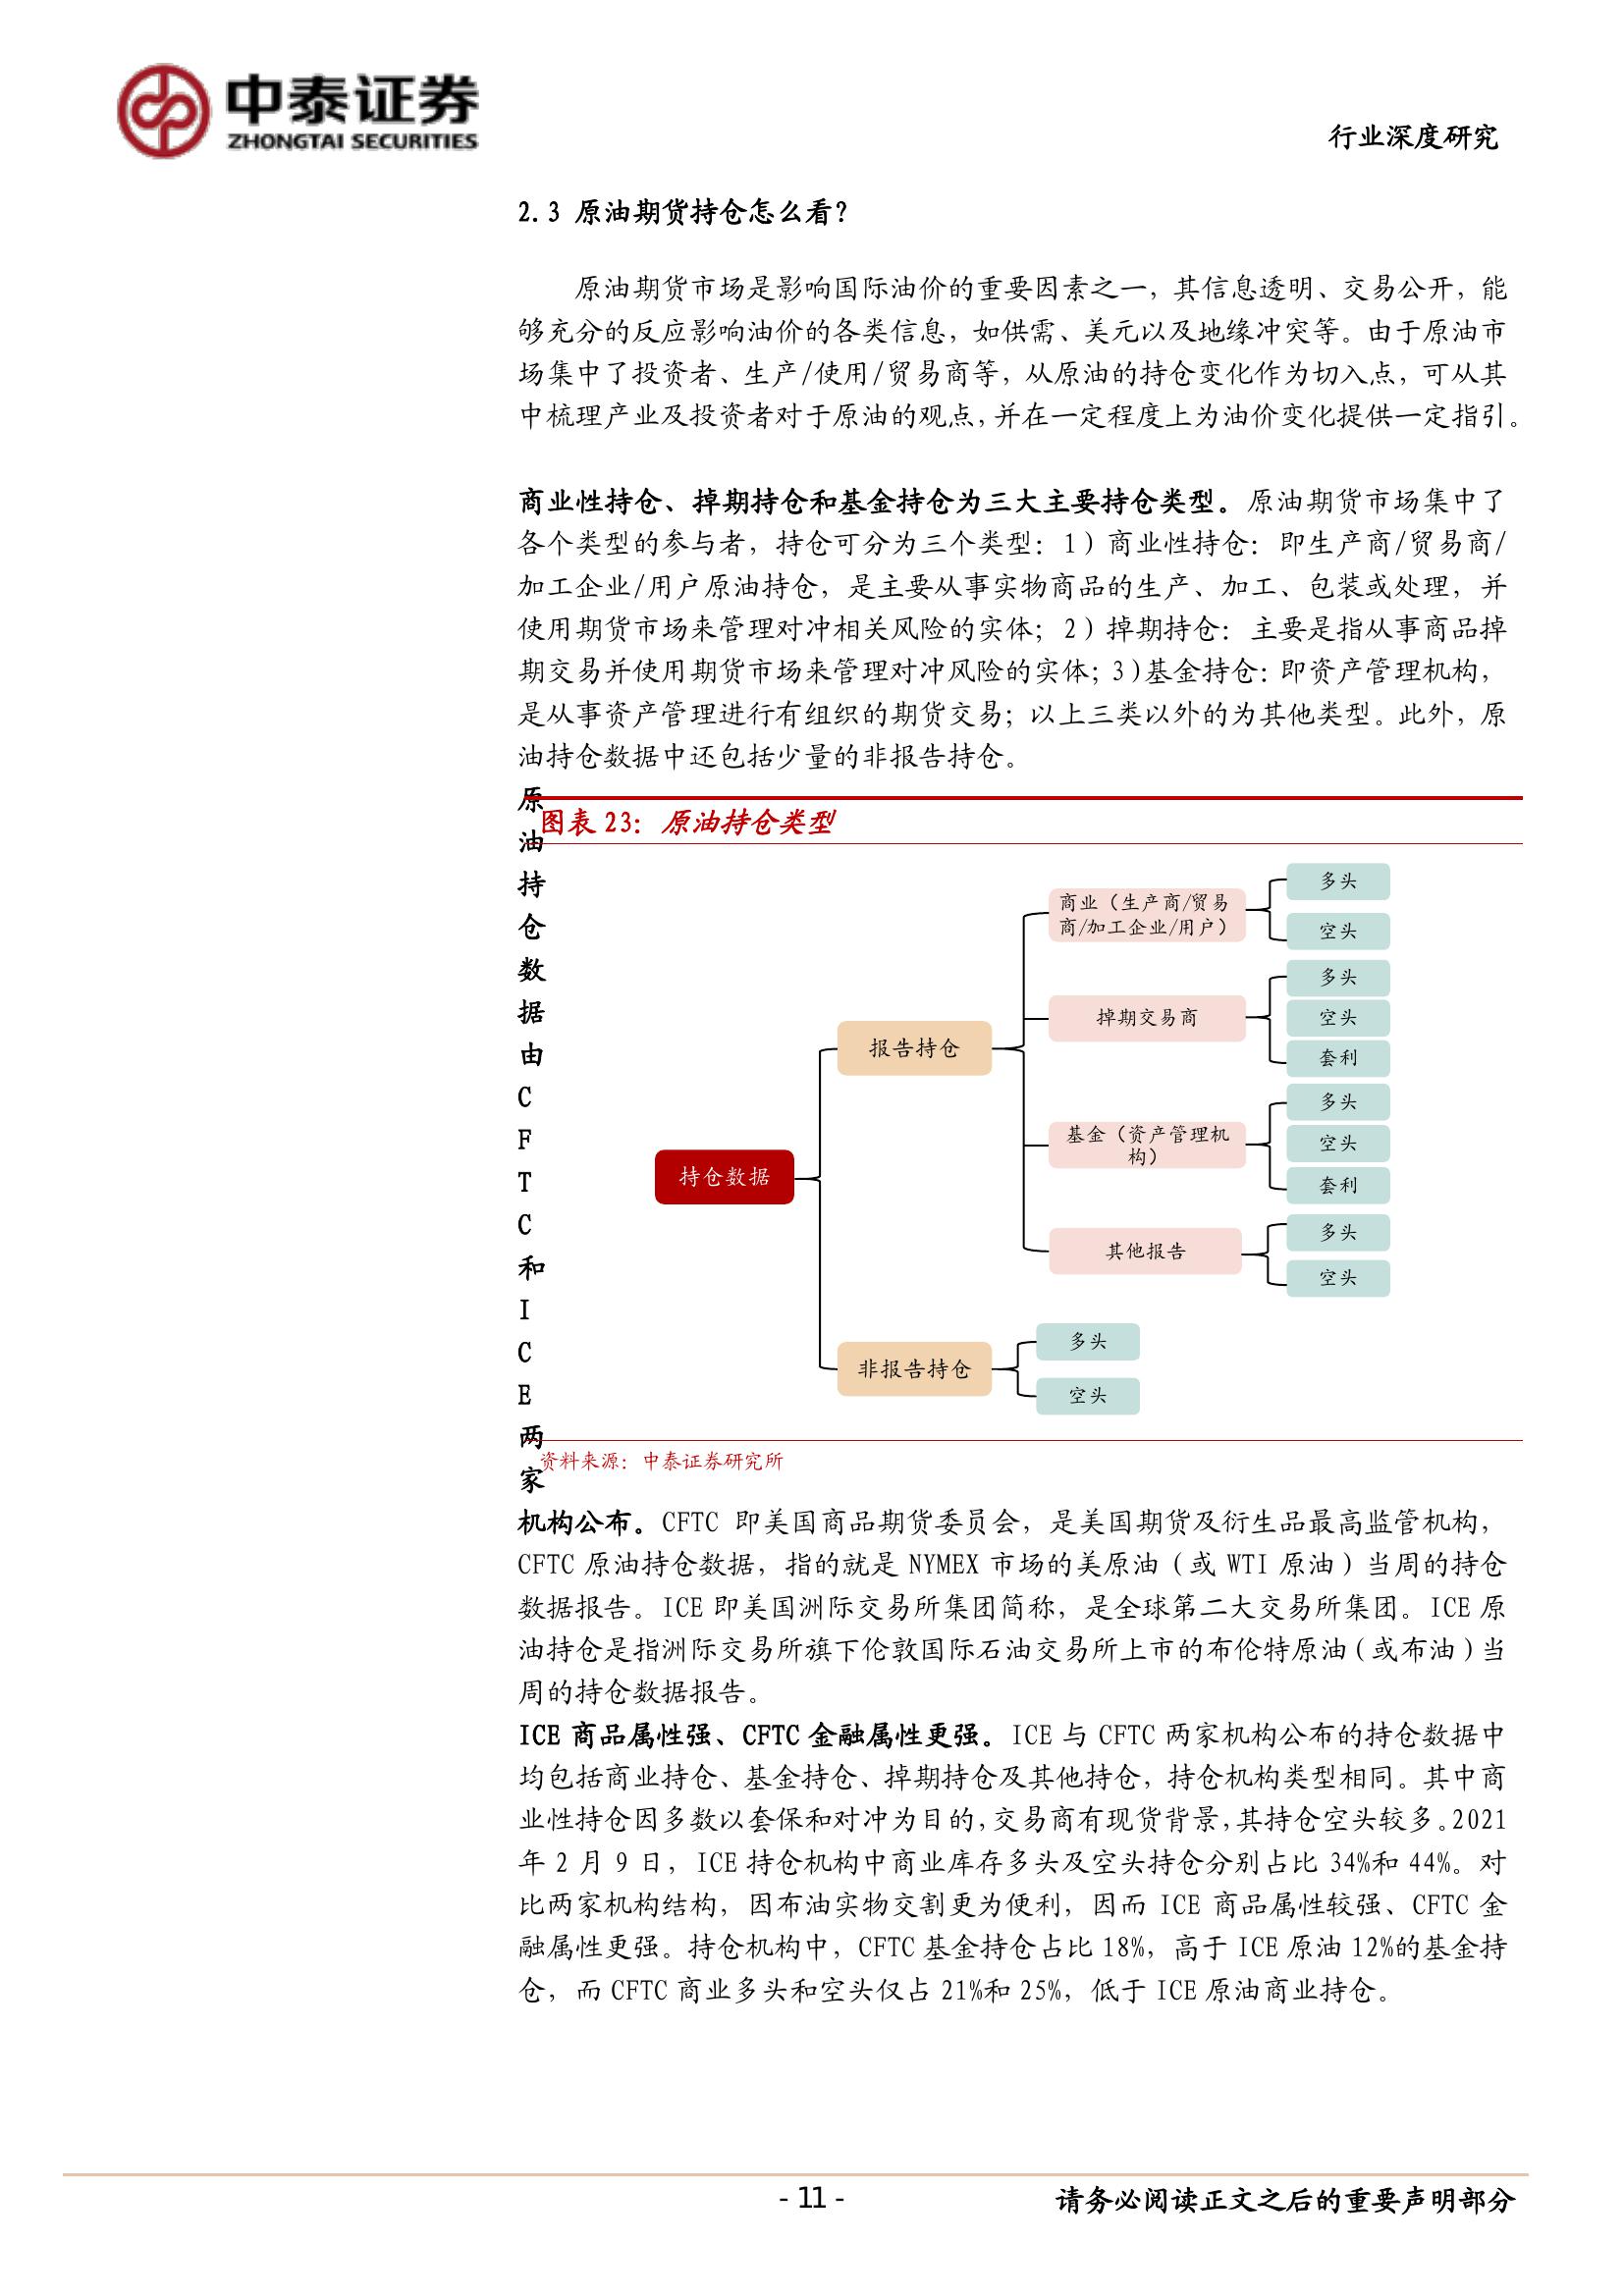 中泰证券
ZHONGTAI SECURITIES
行业深度研究
2.3 原油期货持仓怎么看？
原油期货市场是影响国际油价的重要因素之一，其信息透明、交易公开，能
够充分的反应影响油价的各类信息，如供需、美元以及地缘冲突等。由于原油市
场集中了投资者、生产/使用/贸易商等，从原油的持仓变化作为切入点，可从其
中梳理产业及投资者对于原油的观点，并在一定程度上为油价变化提供一定指引。
商业性持仓、掉期持仓和基金持仓为三大主要持仓类型。原油期货市场集中了
各个类型的参与者，持仓可分为三个类型：1）商业性持仓：即生产商/贸易商/
加工企业/用户原油持仓，是主要从事实物商品的生产、加工、包装或处理，并
使用期货市场来管理对冲相关风险的实体；2）掉期持仓：主要是指从事商品掉
期交易并使用期货市场来管理对冲风险的实体；3）基金持仓：即资产管理机构，
是从事资产管理进行有组织的期货交易；以上三类以外的为其他类型。此外，原
油持仓数据中还包括少量的非报告持仓。
图表 23：原油持仓类型
持仓数据
报告持仓
商业（生产商/贸易
商/加工企业/用户）
多头
空头
掉期交易商
多头
空头
套利
基金（资产管理机
构）
多头
空头
套利
其他报告
多头
空头
非报告持仓
多头
空头
资料来源：中泰证券研究所
原
油
持
仓
数
据
由
C
F
T
C
和
I
C
E
两
家
机构公布。CFTC 即美国商品期货委员会，是美国期货及衍生品最高监管机构，
CFTC 原油持仓数据，指的就是 NYMEX 市场的美原油（或 WTI 原油）当周的持仓
数据报告。ICE 即美国洲际交易所集团简称，是全球第二大交易所集团。ICE 原
油持仓是指洲际交易所旗下伦敦国际石油交易所上市的布伦特原油（或布油）当
周的持仓数据报告。
ICE 商品属性强、CFTC 金融属性更强。ICE 与 CFTC 两家机构公布的持仓数据中
均包括商业持仓、基金持仓、掉期持仓及其他持仓，持仓机构类型相同。其中商
业性持仓因多数以套保和对冲为目的，交易商有现货背景，其持仓空头较多。2021
年 2 月 9 日，ICE 持仓机构中商业库存多头及空头持仓分别占比 34%和 44%。对
比两家机构结构，因布油实物交割更为便利，因而 ICE 商品属性较强、CFTC 金
融属性更强。持仓机构中，CFTC 基金持仓占比 18%，高于 ICE 原油 12%的基金持
仓，而 CFTC 商业多头和空头仅占 21%和 25%，低于 ICE 原油商业持仓。
- 11 -
请务必阅读正文之后的重要声明部分